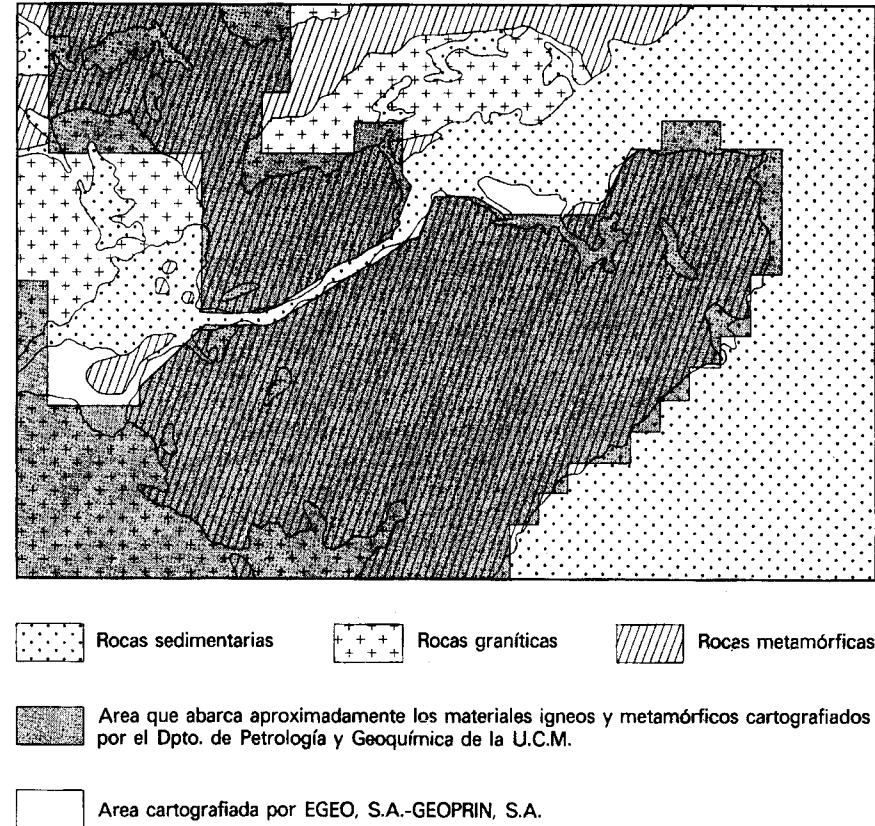 Rocas sedimentarias
Rocas graníticas
Rocas metamórficas
Area que abarca aproximadamente los materiales igneos y metamórficos cartografiados
por el Dpto. de Petrología y Geoquímica de la U.C.M.
Area cartografiada por EGEO, S.A.-GEOPRIN, S.A.